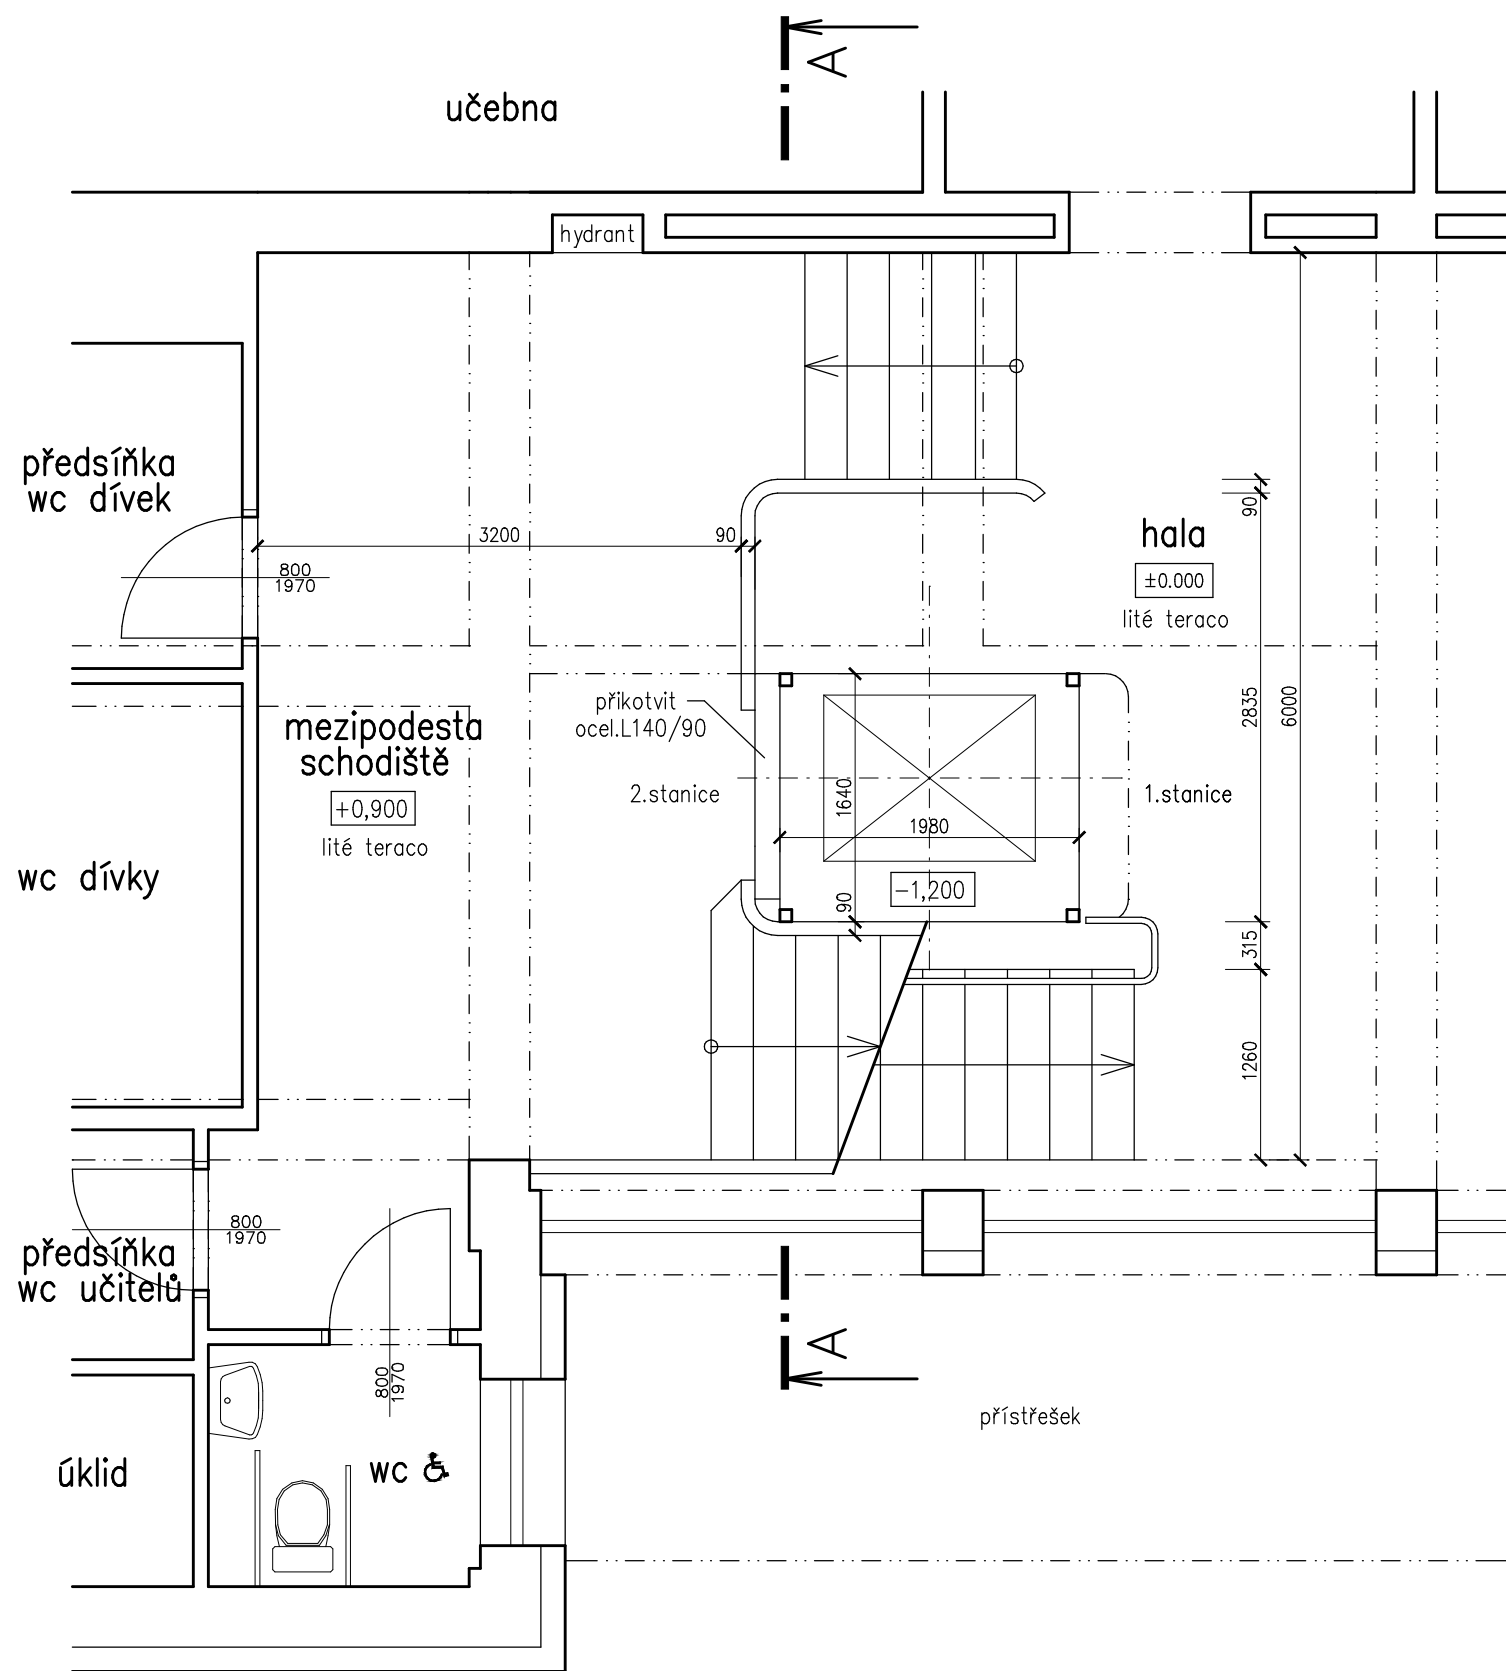 A
učebna
hydrant
předsíňka
wc dívek
3200
90
90
hala
±0.000
lité teraco
800
1970
2835
6000
přikotvit
ocel.L140/90
mezipodesta
schodiště
+0,900
lité teraco
2.stanice
1640
1.stanice
1980
wc dívky
-1,200
90
315
1260
800
1970
předsíňka
wc učitelů
A
800
1970
přístřešek
úklid
wc